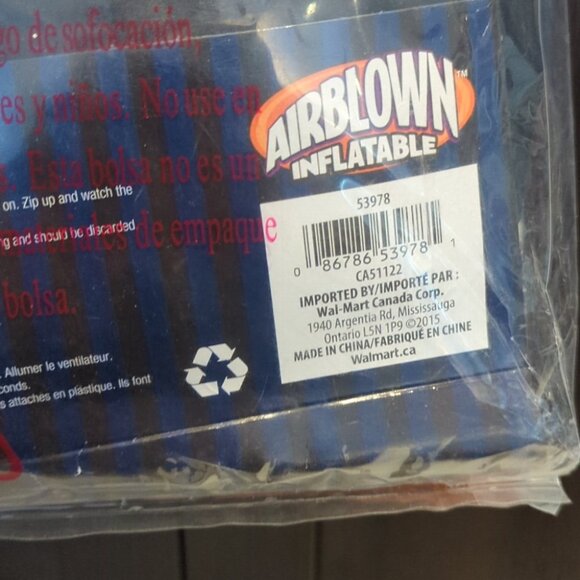 go de sofocación,
es y niños. No use en
s. Esta bolsa no es un
materiales de empaque
bolsa.
on. Zip up and watch the
ng and should be discarded
. Allumer le ventilateur.
conds.
s attaches en plastique. Ils font
AIRBLOWN™
INFLATABLE
53978
0 86786 53978 1
CA51122
IMPORTED BY/IMPORTÉ PAR :
Wal-Mart Canada Corp.
1940 Argentia Rd, Mississauga
Ontario L5N 1P9 ©2015
MADE IN CHINA/FABRIQUÉ EN CHINE
Walmart.ca